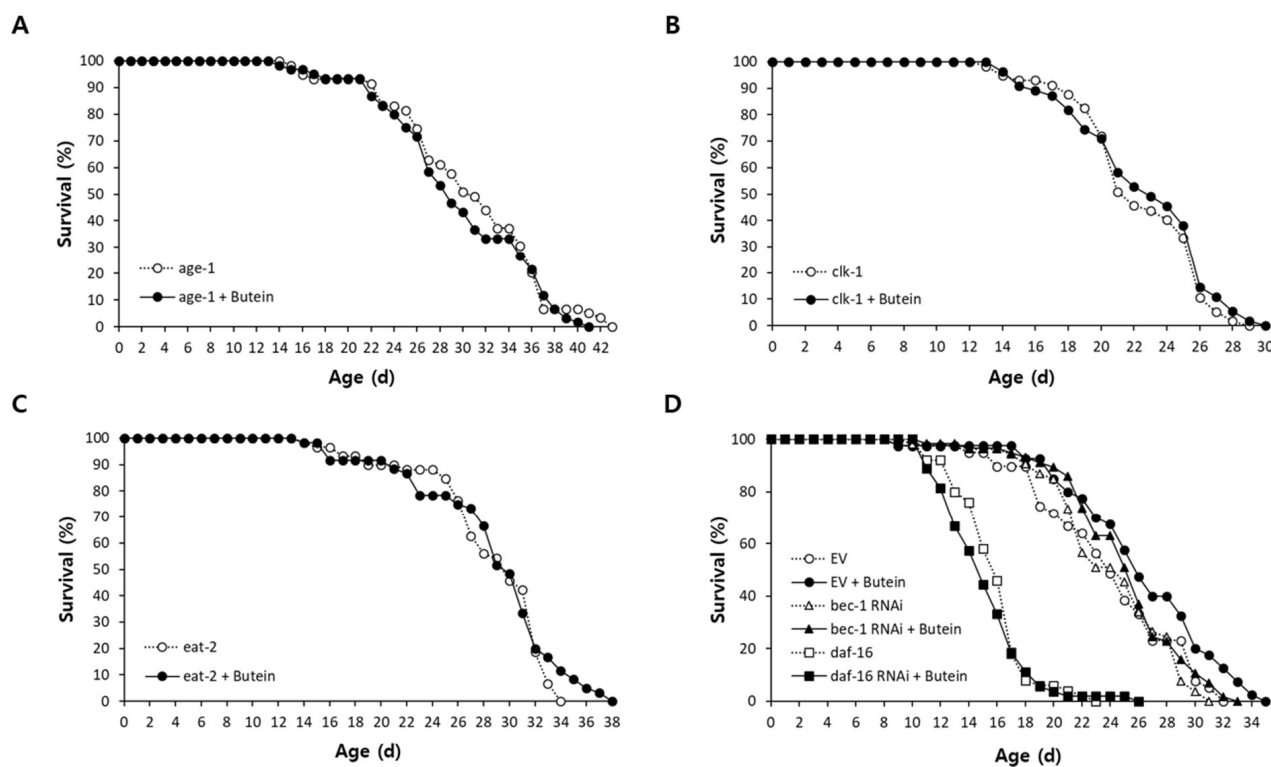 A
Survival (%)
100
90
80
70
60
50
40
30
20
10
0
age-1
age-1 + Butein
0 2 4 6 8 10 12 14 16 18 20 22 24 26 28 30 32 34 36 38 40 42
Age (d)
B
Survival (%)
100
90
80
70
60
50
40
30
20
10
0
clk-1
clk-1 + Butein
0 2 4 6 8 10 12 14 16 18 20 22 24 26 28 30
Age (d)
C
Survival (%)
100
90
80
70
60
50
40
30
20
10
0
eat-2
eat-2 + Butein
0 2 4 6 8 10 12 14 16 18 20 22 24 26 28 30 32 34 36 38
Age (d)
D
Survival (%)
100
80
60
40
20
0
EV
EV + Butein
bec-1 RNAi
bec-1 RNAi + Butein
daf-16
daf-16 RNAi + Butein
0 2 4 6 8 10 12 14 16 18 20 22 24 26 28 30 32 34
Age (d)